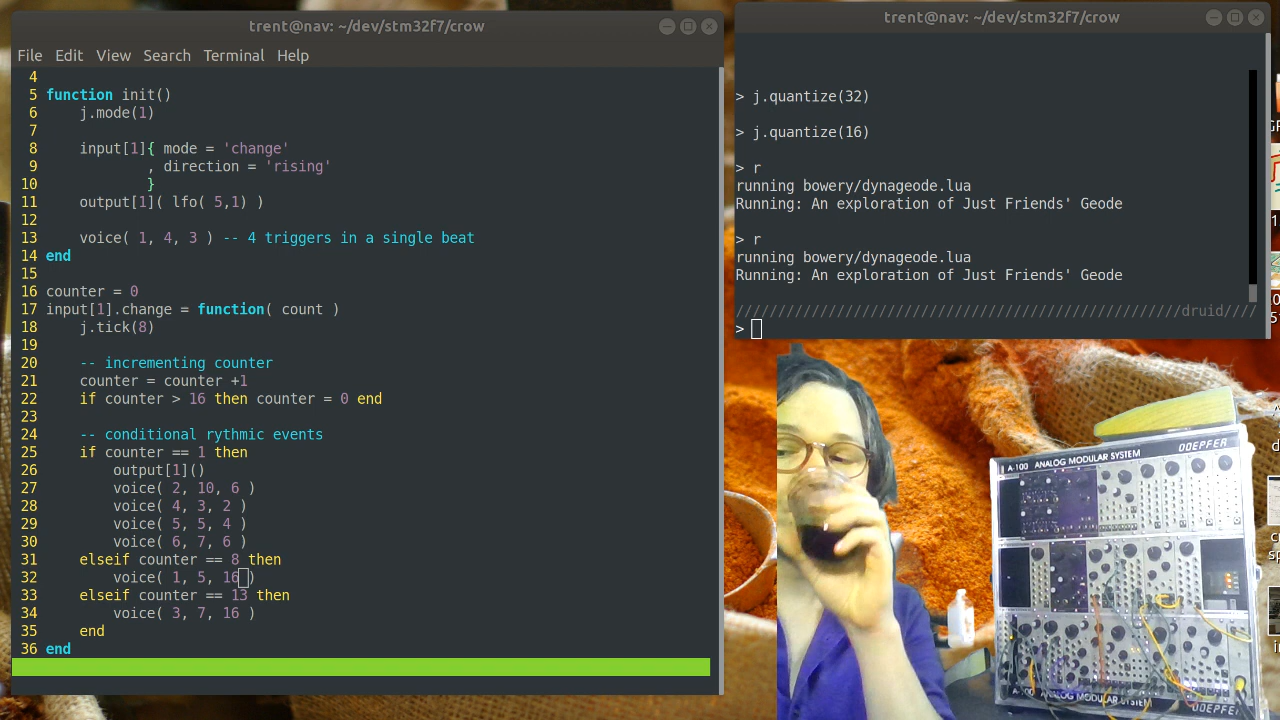 trent@nav: ~/dev/stm32f7/crow
File Edit View Search Terminal Help
4
5 function init()
6     j.mode(1)
7
8     input[1]{ mode = 'change'
9             , direction = 'rising'
10             }
11     output[1]( lfo( 5,1) )
12
13     voice( 1, 4, 3 ) -- 4 triggers in a single beat
14 end
15
16 counter = 0
17 input[1].change = function( count )
18     j.tick(8)
19
20     -- incrementing counter
21     counter = counter +1
22     if counter > 16 then counter = 0 end
23
24     -- conditional rythmic events
25     if counter == 1 then
26         output[1]()
27         voice( 2, 10, 6 )
28         voice( 4, 3, 2 )
29         voice( 5, 5, 4 )
30         voice( 6, 7, 6 )
31     elseif counter == 8 then
32         voice( 1, 5, 16 )
33     elseif counter == 13 then
34         voice( 3, 7, 16 )
35     end
36 end
trent@nav: ~/dev/stm32f7/crow
> j.quantize(32)
> j.quantize(16)
> r
running bowery/dynageode.lua
Running: An exploration of Just Friends' Geode
> r
running bowery/dynageode.lua
Running: An exploration of Just Friends' Geode
/////////////////////////////////////////////////////druid////
>
A-100 ANALOG MODULAR SYSTEM DOEPFER
A-100 ANALOG MODULAR SYSTEM DOEPFER